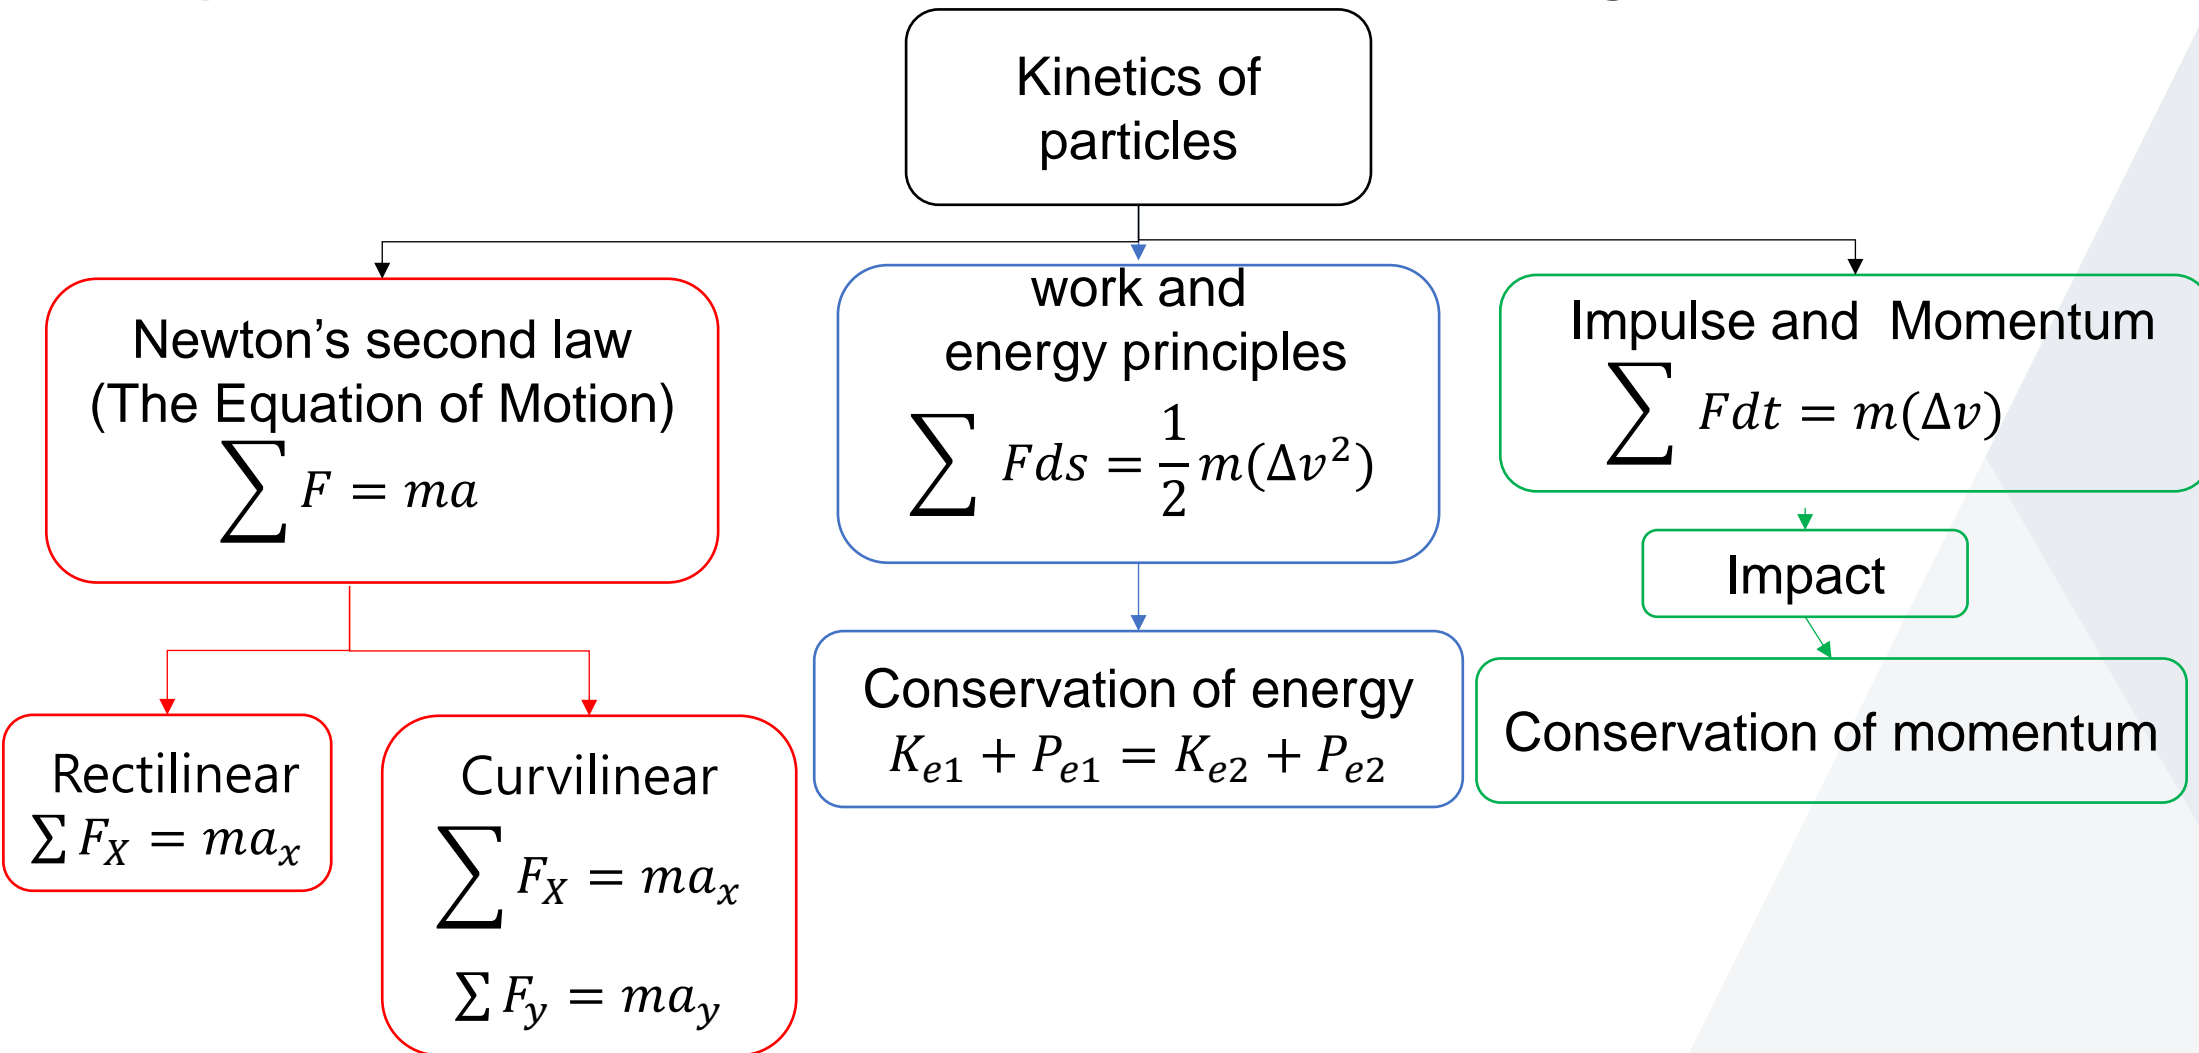 Kinetics of
particles
Newton’s second law
(The Equation of Motion)
∑ F = ma
work and
energy principles
∑ Fds = 1/2 m(Δv²)
Impulse and Momentum
∑ Fdt = m(Δv)
Impact
Rectilinear
∑ F_X = ma_x
Curvilinear
∑ F_X = ma_x
∑ F_y = ma_y
Conservation of energy
K_e1 + P_e1 = K_e2 + P_e2
Conservation of momentum